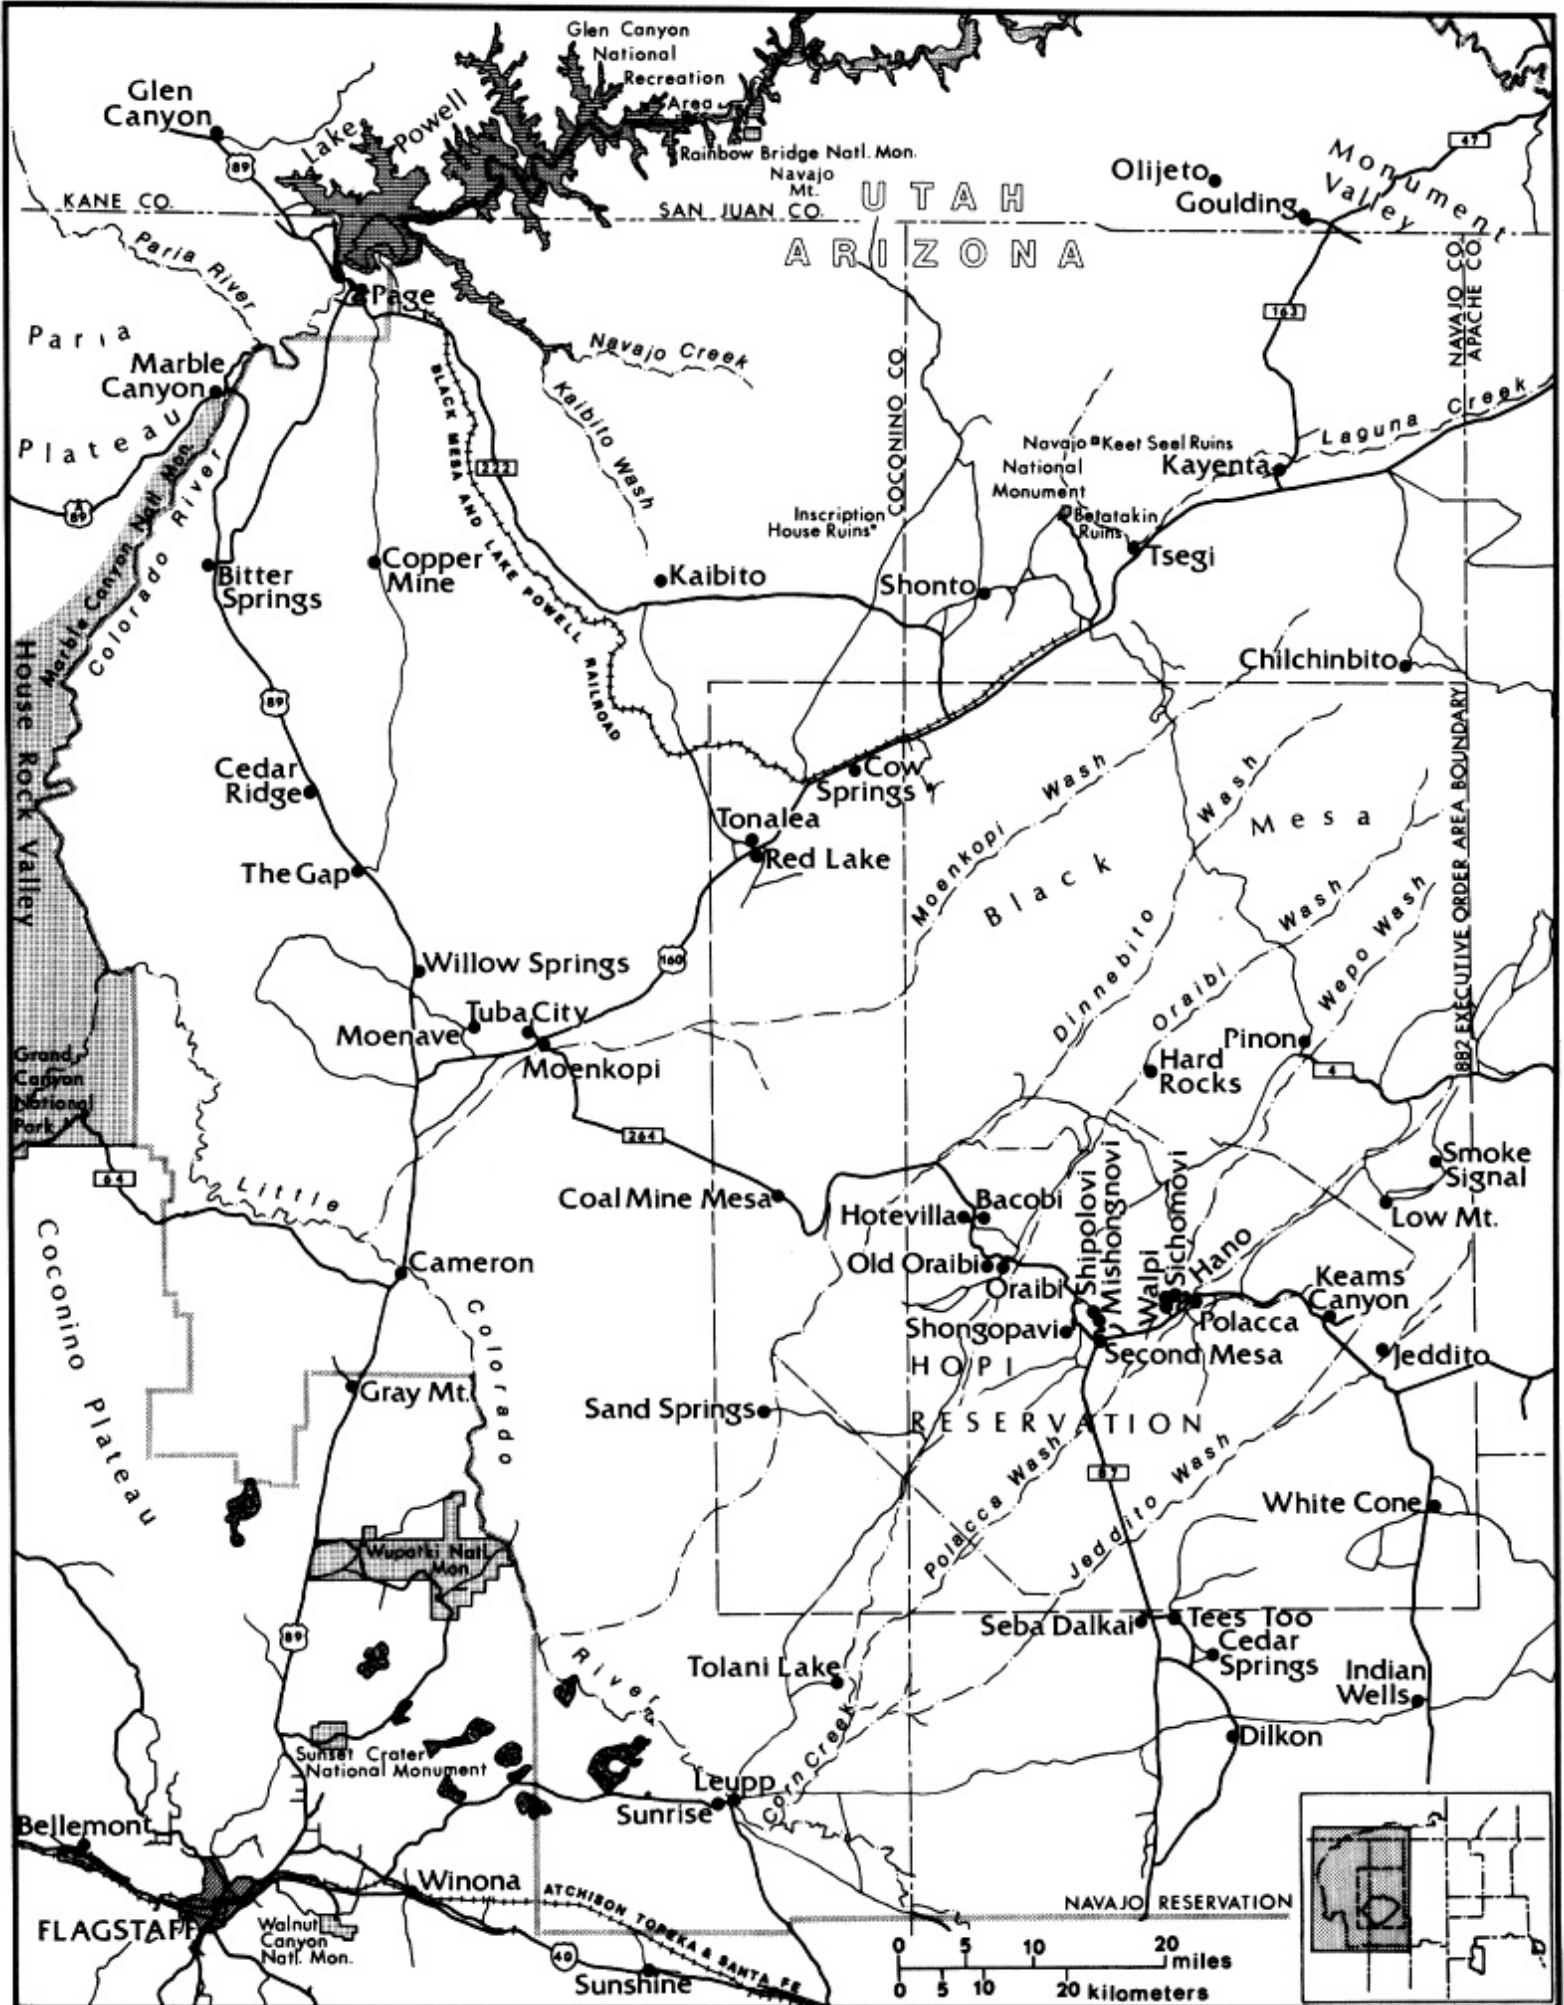 Glen Canyon
National
Recreation
Area
Glen
Canyon
Lake Powell
89
Rainbow Bridge Natl. Mon.
Navajo
Mt.
47
Monument
Valley
Olijeto
Goulding
KANE CO.
SAN JUAN CO.
UTAH
ARIZONA
Paria River
Page
NAVAJO CO.
APACHE CO.
163
Paria
Plateau
Marble
Canyon
Navajo Creek
Kaibito Wash
COCONINO CO.
BLACK MESA AND LAKE POWELL RAILROAD
222
Laguna Creek
Navajo
National
Monument
Keet Seel Ruins
Kayenta
A
89
Marble Canyon Natl. Mon.
Colorado River
Inscription
House Ruins
Betatakin
Ruins
Tsegi
Bitter
Springs
Copper
Mine
Kaibito
Shonto
House Rock Valley
Chilchinbito
89
Cedar
Ridge
Cow
Springs
Moenkopi Wash
Wash
Mesa
Tonalea
Red Lake
The Gap
Black
1882 EXECUTIVE ORDER AREA BOUNDARY
Willow Springs
160
Dinnebito
Oraibi Wash
Wepo Wash
Tuba City
Moenave
Moenkopi
Pinon
Hard
Rocks
4
Grand
Canyon
National
Park
264
64
Little
Coal Mine Mesa
Smoke
Signal
Low Mt.
Hotevilla
Bacobi
Shipolovi
Mishongnovi
Walpi
Sichomovi
Hano
Old Oraibi
Oraibi
Keams
Canyon
Cameron
Coconino Plateau
Colorado
Shongopavi
Polacca
Second Mesa
Jeddito
HOPI
RESERVATION
Gray Mt.
Sand Springs
87
Polacca Wash
Jeddito Wash
White Cone
Wupatki Natl.
Mon.
89
Seba Dalkai
Tees Too
Cedar
Springs
River
Tolani Lake
Indian
Wells
Dilkon
Corn Creek
Sunset Crater
National Monument
Leupp
Sunrise
Bellemont
Winona
ATCHISON TOPEKA & SANTA FE
NAVAJO RESERVATION
FLAGSTAFF
Walnut
Canyon
Natl. Mon.
40
Sunshine
0 5 10 20
miles
0 5 10 20 kilometers